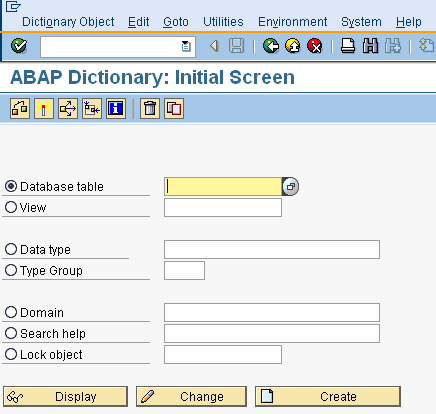 Dictionary Object Edit Goto Utilities Environment System Help
ABAP Dictionary: Initial Screen
Database table
View
Data type
Type Group
Domain
Search help
Lock object
Display Change Create